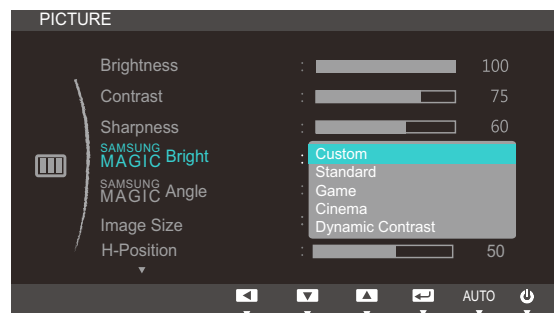 PICTURE
Brightness : 100
Contrast : 75
Sharpness : 60
SAMSUNG MAGIC Bright : Custom
Standard
SAMSUNG MAGIC Angle : Game
Cinema
Image Size : Dynamic Contrast
H-Position : 50
AUTO